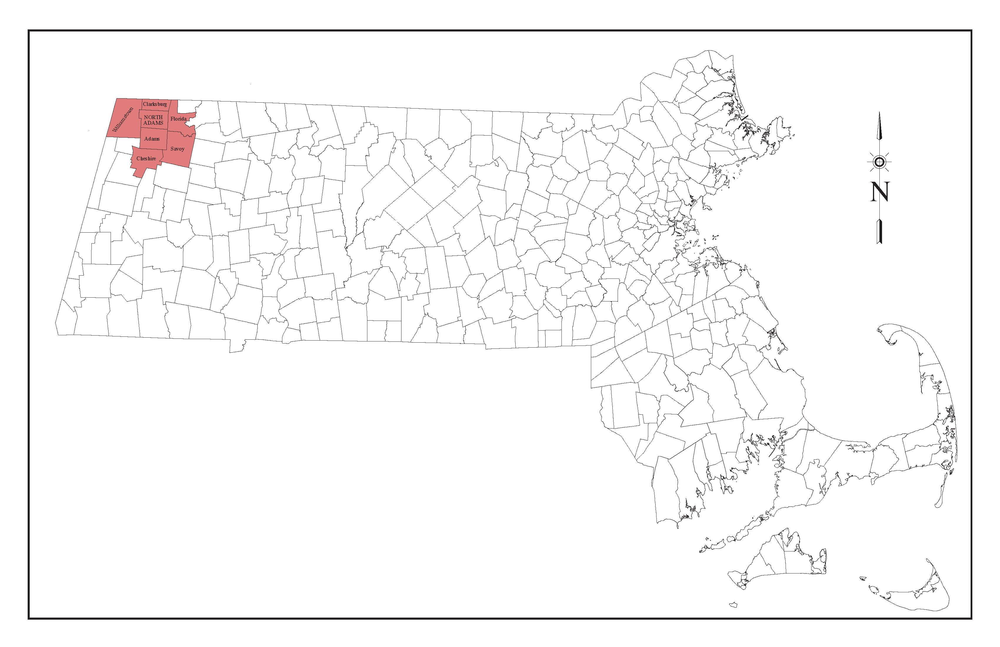 Clarksburg
Williamstown
NORTH
ADAMS
Florida
Adams
Savoy
Cheshire
N